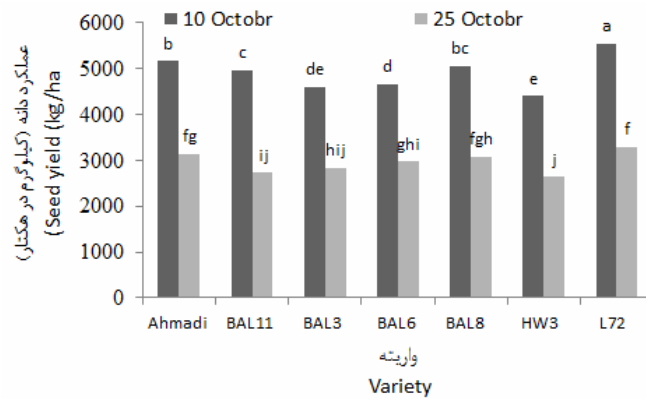 10 Octobr
25 Octobr
عملکرد دانه (کیلوگرم در هکتار)
(Seed yield (kg/ha
6000
5000
4000
3000
2000
1000
0
b
fg
c
ij
de
hij
d
ghi
bc
fgh
e
j
a
f
Ahmadi BAL11 BAL3 BAL6 BAL8 HW3 L72
واریته
Variety